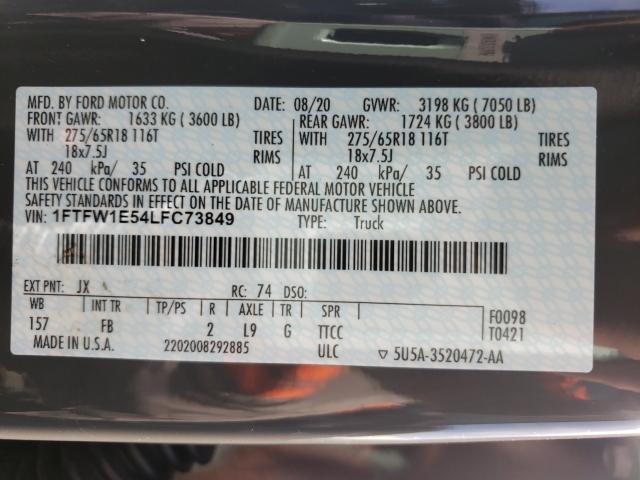 MFD. BY FORD MOTOR CO. DATE: 08/20 GVWR: 3198 KG ( 7050 LB)
FRONT GAWR: 1633 KG ( 3600 LB) REAR GAWR: 1724 KG ( 3800 LB)
WITH 275/65R18 116T TIRES WITH 275/65R18 116T TIRES
18x7.5J RIMS 18x7.5J RIMS
AT 240 kPa/ 35 PSI COLD AT 240 kPa/ 35 PSI COLD
THIS VEHICLE CONFORMS TO ALL APPLICABLE FEDERAL MOTOR VEHICLE
SAFETY STANDARDS IN EFFECT ON THE DATE OF MANUFACTURE SHOWN ABOVE.
VIN: 1FTFW1E54LFC73849 TYPE: Truck
EXT PNT: JX RC: 74 DSO:
WB INT TR TP/PS R AXLE TR SPR F0098
157 FB 2 L9 G TTCC T0421
MADE IN U.S.A. 2202008292885 ULC ▽ 5U5A-3520472-AA